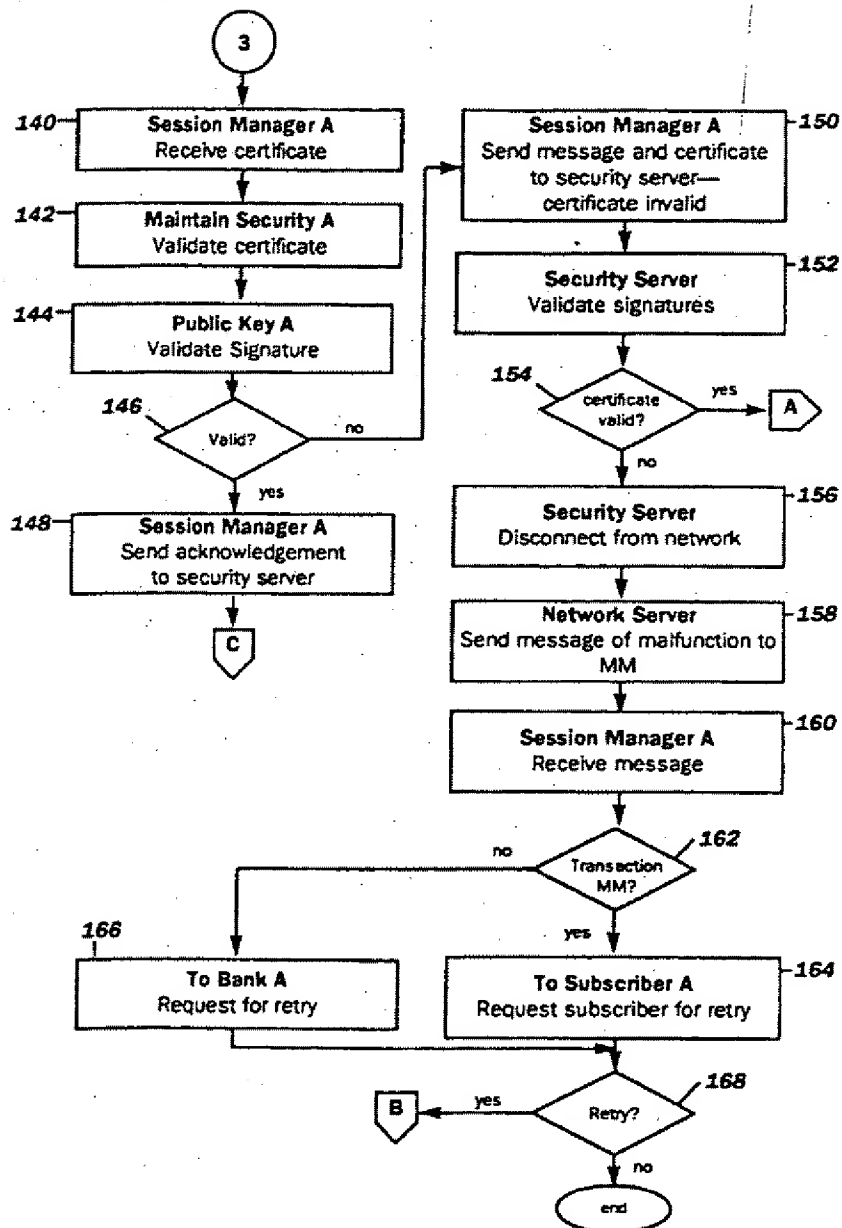 3
140
Session Manager A
Receive certificate
142
Maintain Security A
Validate certificate
144
Public Key A
Validate Signature
146
Valid?
no
yes
148
Session Manager A
Send acknowledgement
to security server
C
Session Manager A
Send message and certificate
to security server—
certificate invalid
150
Security Server
Validate signatures
152
154
certificate
valid?
yes
A
no
Security Server
Disconnect from network
156
Network Server
Send message of malfunction to
MM
158
Session Manager A
Receive message
160
162
Transaction
MM?
no
yes
166
To Bank A
Request for retry
To Subscriber A
Request subscriber for retry
164
168
Retry?
yes
B
no
end